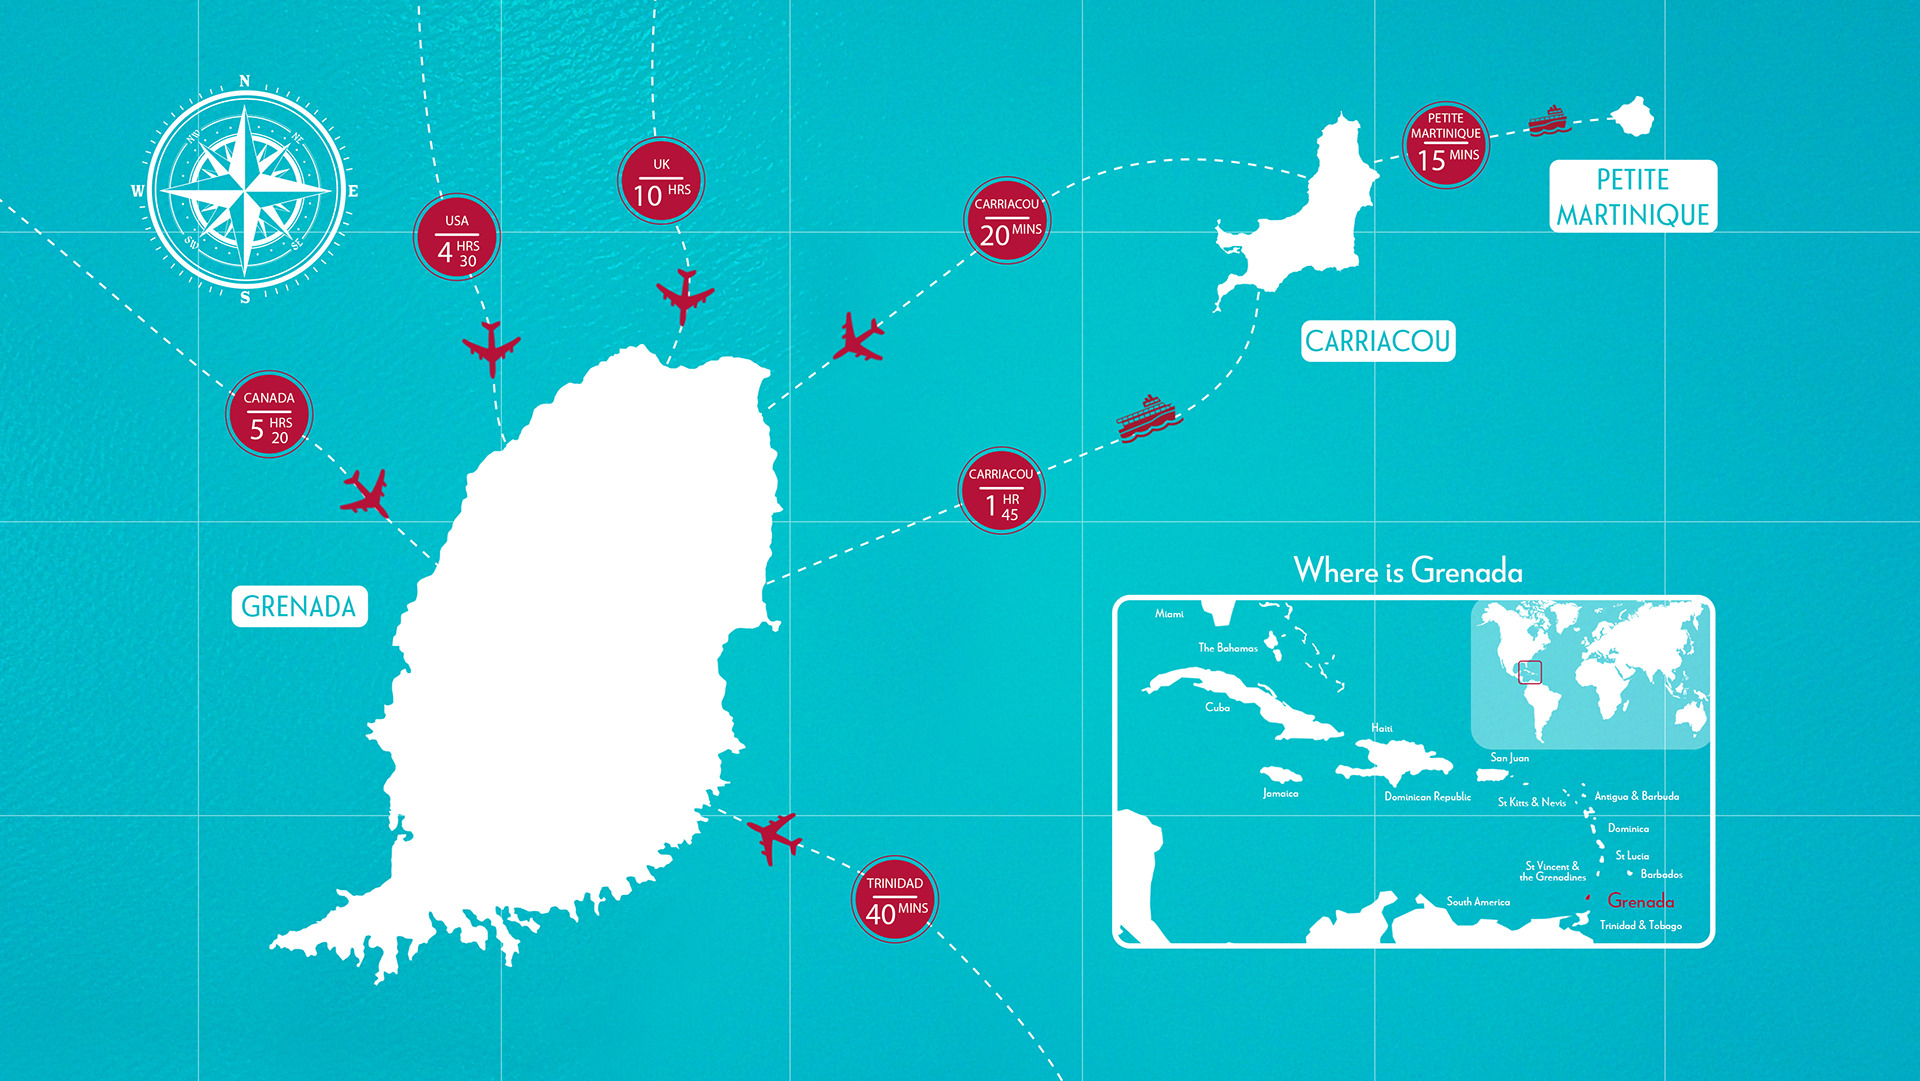 N
NW
NE
W
E
SW
SE
S
UK
10 HRS
USA
4 HRS
30
CANADA
5 HRS
20
CARRIACOU
20 MINS
PETITE
MARTINIQUE
15 MINS
PETITE
MARTINIQUE
CARRIACOU
CARRIACOU
1 HR
45
GRENADA
TRINIDAD
40 MINS
Where is Grenada
Miami
The Bahamas
Cuba
Haiti
San Juan
Jamaica
Dominican Republic
St Kitts & Nevis
Antigua & Barbuda
Dominica
St Lucia
St Vincent &
the Grenadines
Barbados
South America
Grenada
Trinidad & Tobago